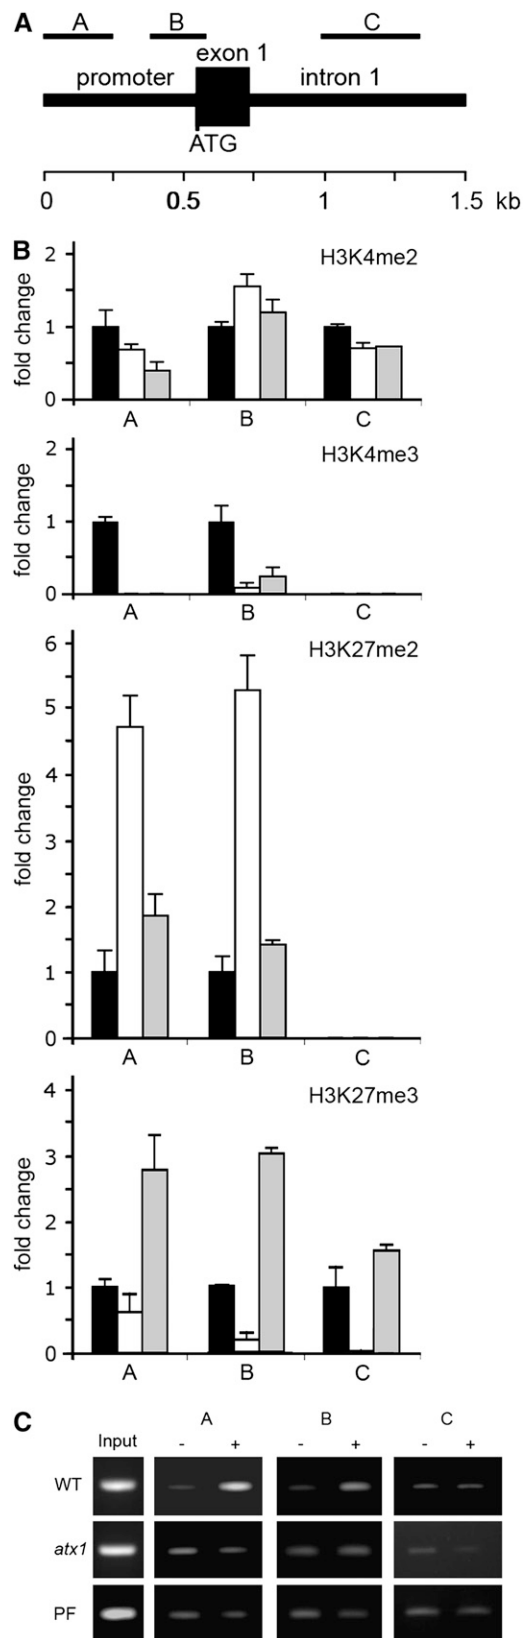 A
A B C
exon 1
promoter intron 1
ATG
0 0.5 1 1.5 kb
B
H3K4me2
fold change
2
1
0
A B C
H3K4me3
fold change
2
1
0
A B C
H3K27me2
fold change
6
5
4
3
2
1
0
A B C
H3K27me3
fold change
4
3
2
1
0
A B C
C
A B C
Input - + - + - +
WT
atx1
PF